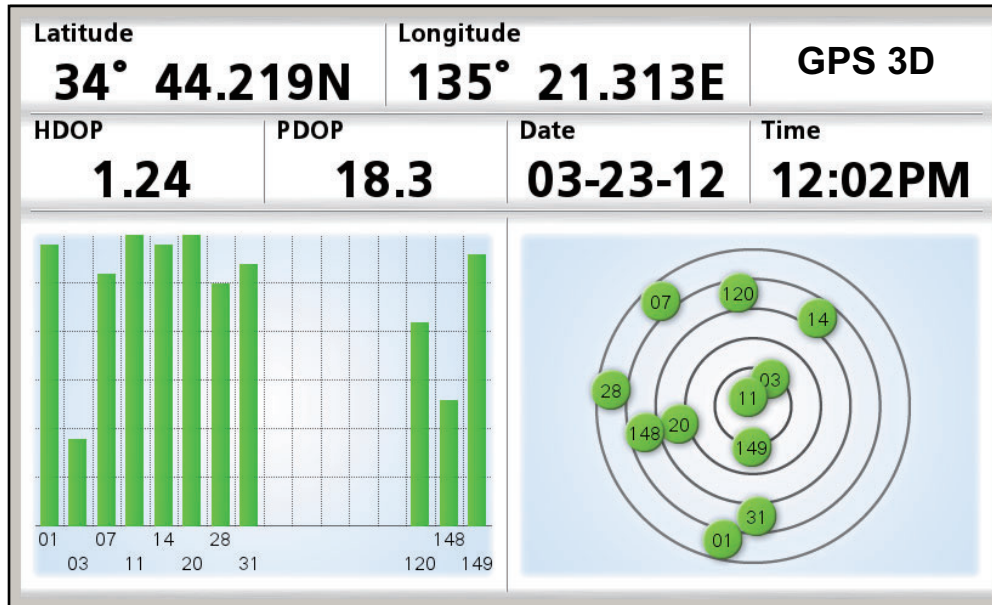 Latitude
34° 44.219N
Longitude
135° 21.313E
GPS 3D
HDOP
1.24
PDOP
18.3
Date
03-23-12
Time
12:02PM
01 07 14 28 148
03 11 20 31 120 149
07
120
14
03
28
11
20
148
149
31
01